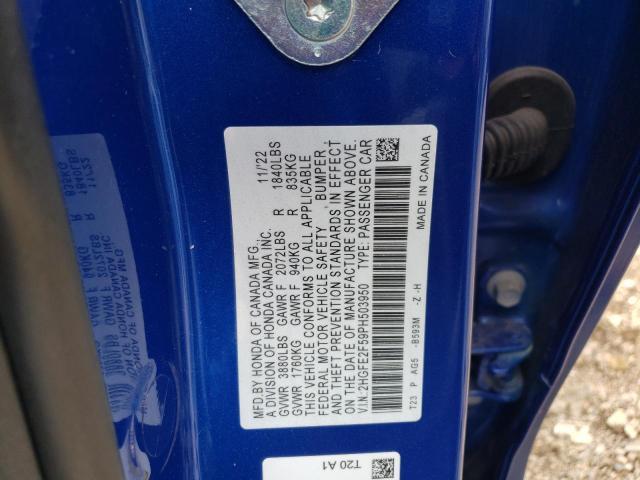 MFD.BY HONDA OF CANADA MFG. 11/'22
A DIVISION OF HONDA CANADA INC.
GVWR 3880LBS GAWR F 2072LBS R 1840LBS
GVWR 1760KG GAWR F 940KG R 835KG
THIS VEHICLE CONFORMS TO ALL APPLICABLE
FEDERAL MOTOR VEHICLE SAFETY BUMPER,
AND THEFT PREVENTION STANDARDS IN EFFECT
ON THE DATE OF MANUFACTURE SHOWN ABOVE.
V.I.N.:2HGFE2F59PH503950 TYPE: PASSENGER CAR
T23 P AG5 -B593M -Z -H MADE IN CANADA
T20 A1